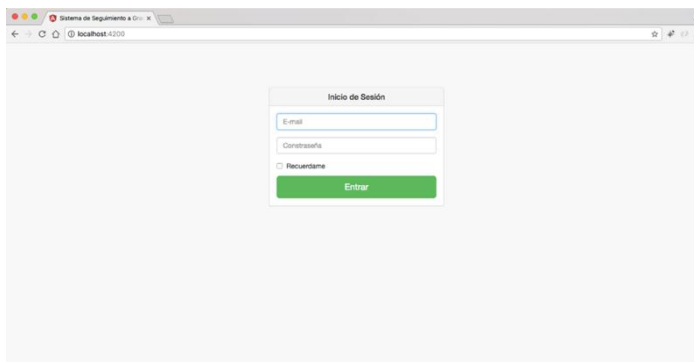 Sistema de Seguimiento a
localhost:4200
Inicio de Sesión
E-mail
Constraseña
Recuerdame
Entrar